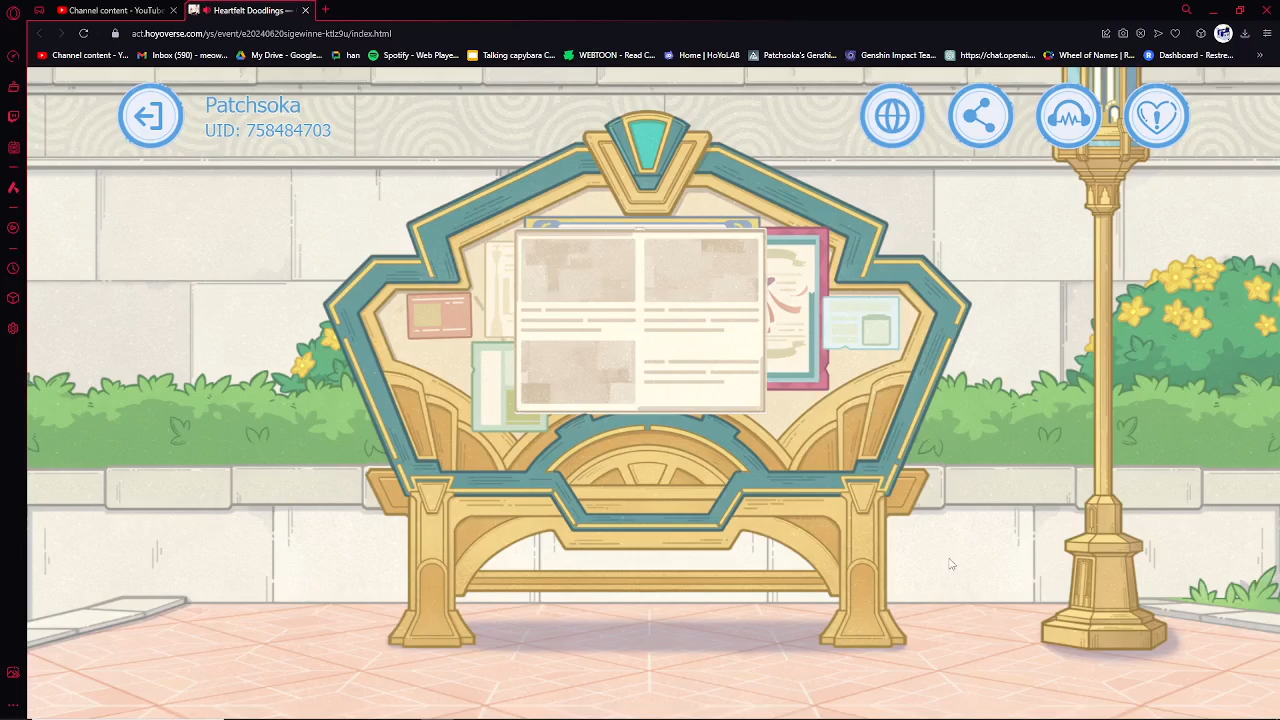 Channel content - YouTube
Heartfelt Doodlings —
act.hoyoverse.com/ys/event/e20240620sigewinne-ktlz9u/index.html
Channel content - Y...
Inbox (590) - meow...
My Drive - Google...
han
Spotify - Web Playe...
Talking capybara C...
WEBTOON - Read C...
Home | HoYoLAB
Patchsoka's Genshi...
Genshin Impact Tea...
https://chat.openai...
Wheel of Names | R...
Dashboard - Restre...
Patchsoka
UID: 758484703